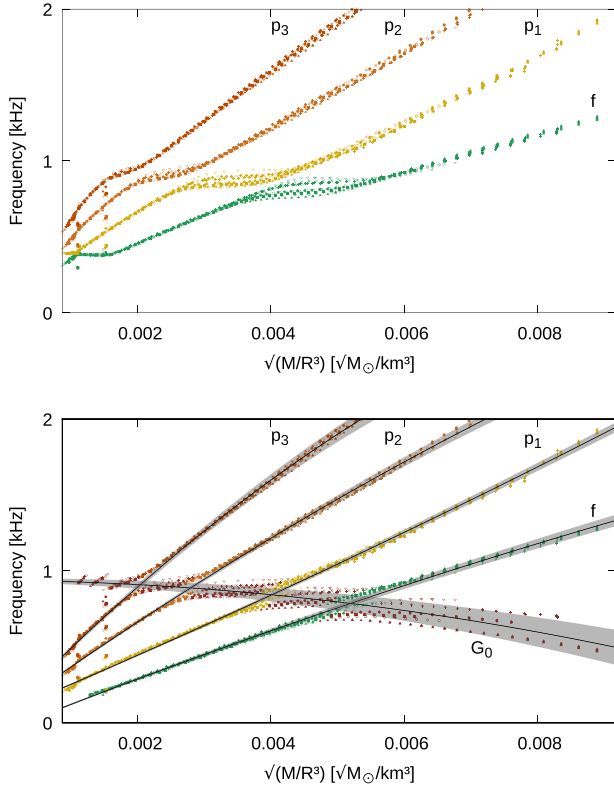 2
p₃ p₂ p₁
f
1
Frequency [kHz]
0
0.002 0.004 0.006 0.008
√(M/R³) [√M☉/km³]
2
p₃ p₂ p₁
f
1
Frequency [kHz]
G₀
0
0.002 0.004 0.006 0.008
√(M/R³) [√M☉/km³]